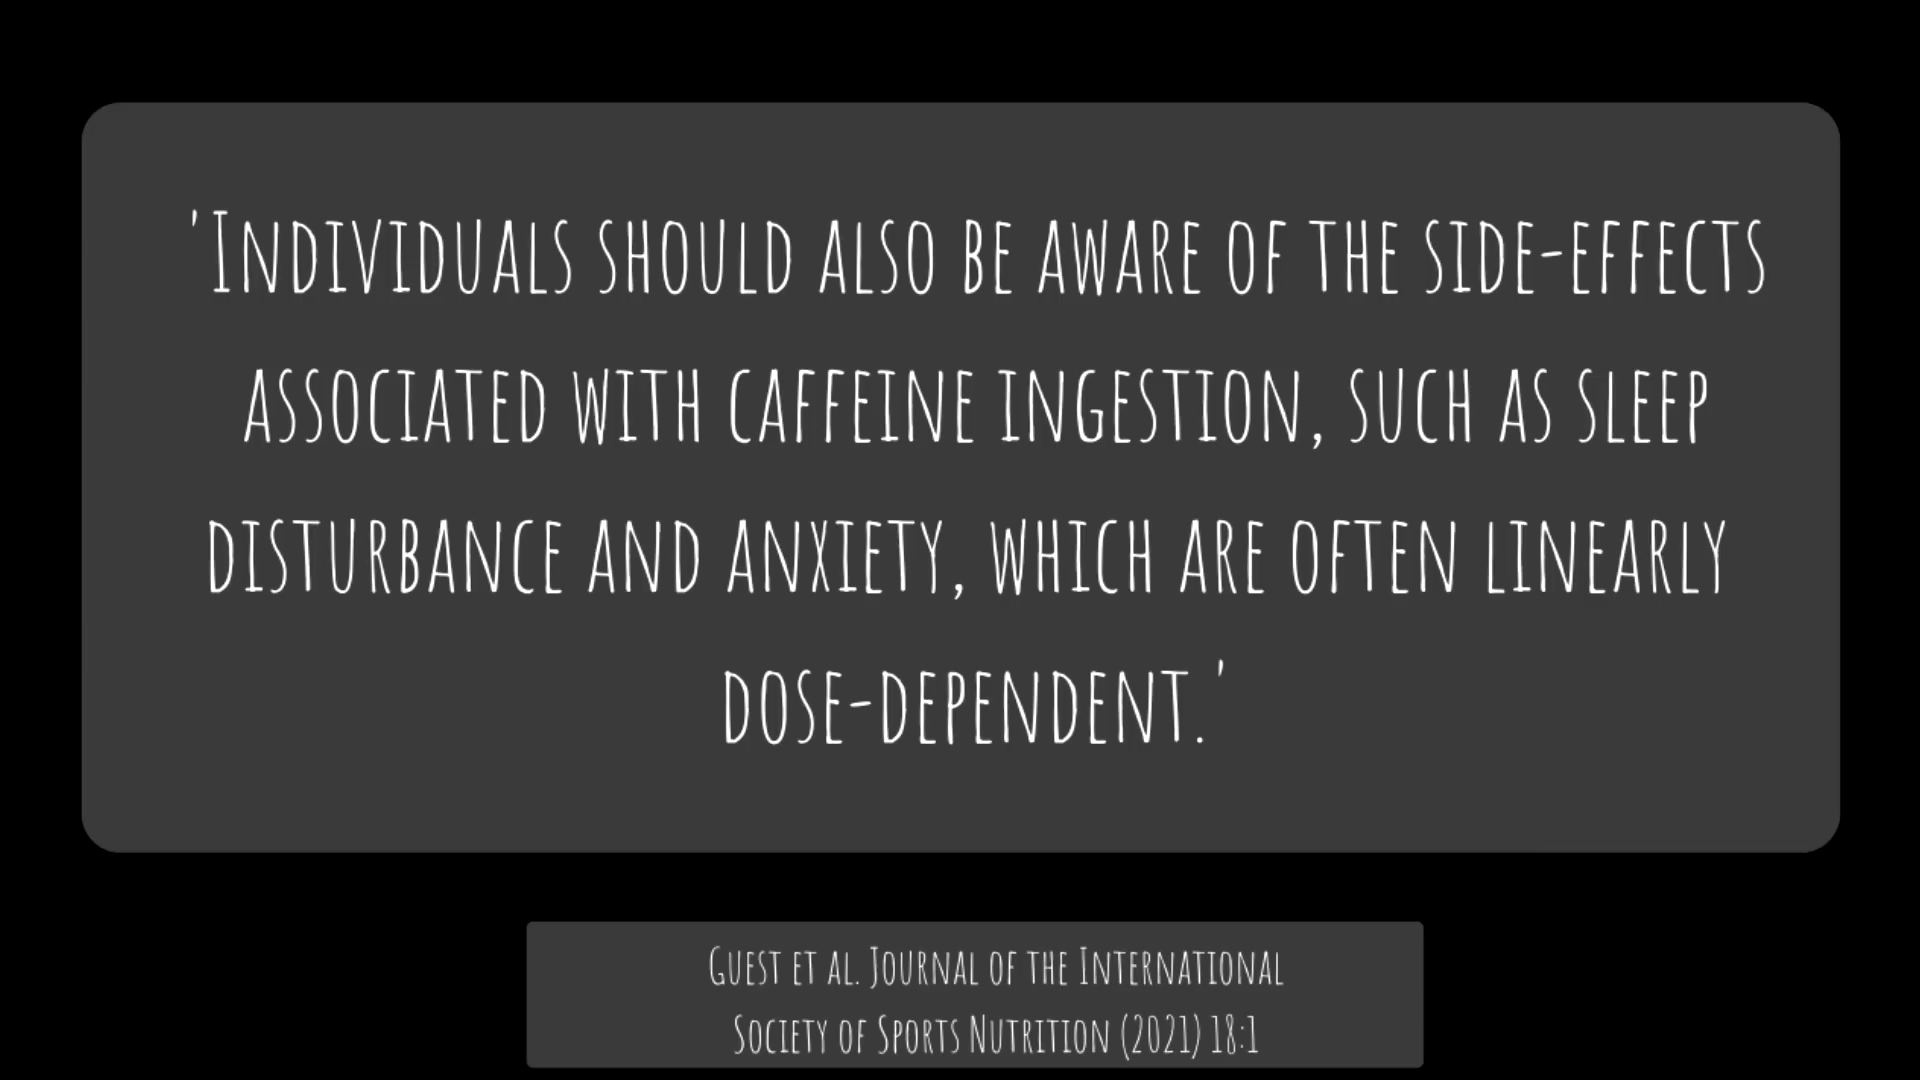 'Individuals should also be aware of the side-effects
associated with caffeine ingestion, such as sleep
disturbance and anxiety, which are often linearly
dose-dependent.'
Guest et al. Journal of the International
Society of Sports Nutrition (2021) 18:1